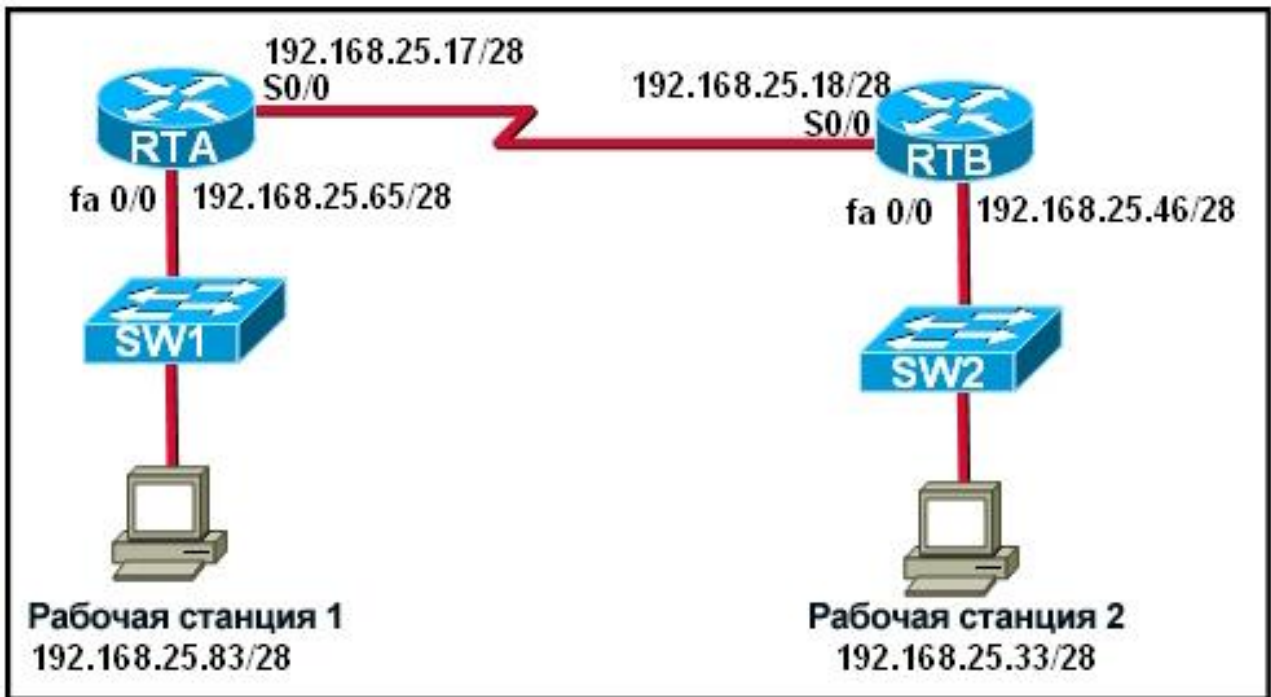 192.168.25.17/28
S0/0
192.168.25.18/28
S0/0
RTA
RTB
fa 0/0
192.168.25.65/28
fa 0/0
192.168.25.46/28
SW1
SW2
Рабочая станция 1
192.168.25.83/28
Рабочая станция 2
192.168.25.33/28